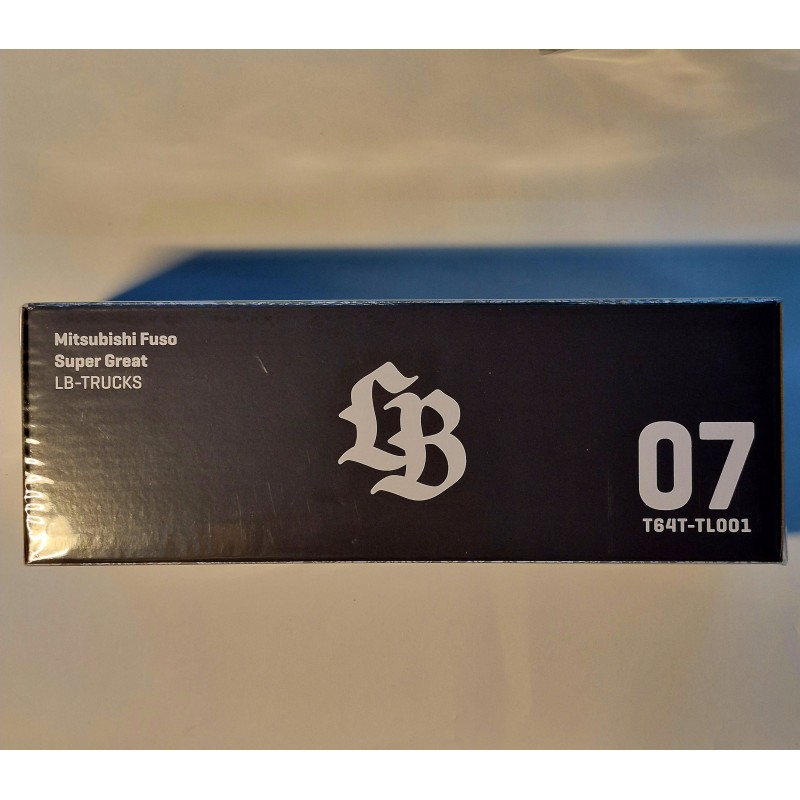 Mitsubishi Fuso
Super Great
LB-TRUCKS
LB
07
T64T-TL001